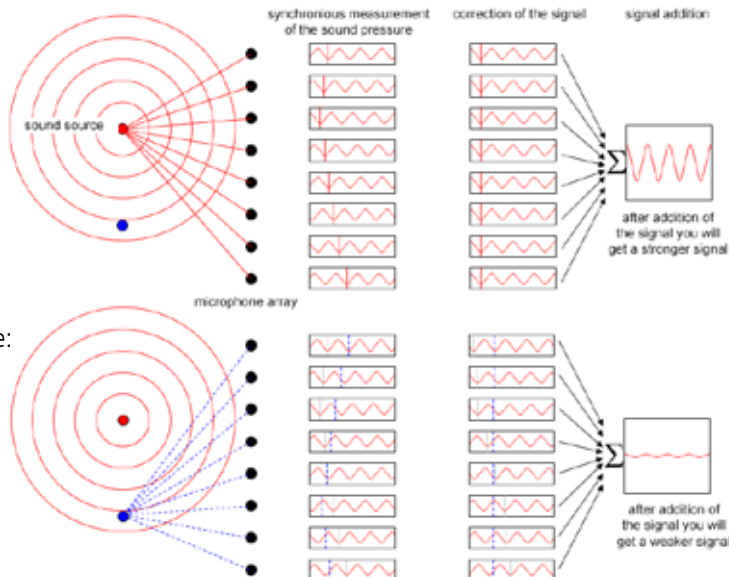 synchronious measurement
of the sound pressure
correction of the signal
signal addition
sound source
after addition of
the signal you will
get a stronger signal
microphone array
e:
after addition of
the signal you will
get a weaker signal